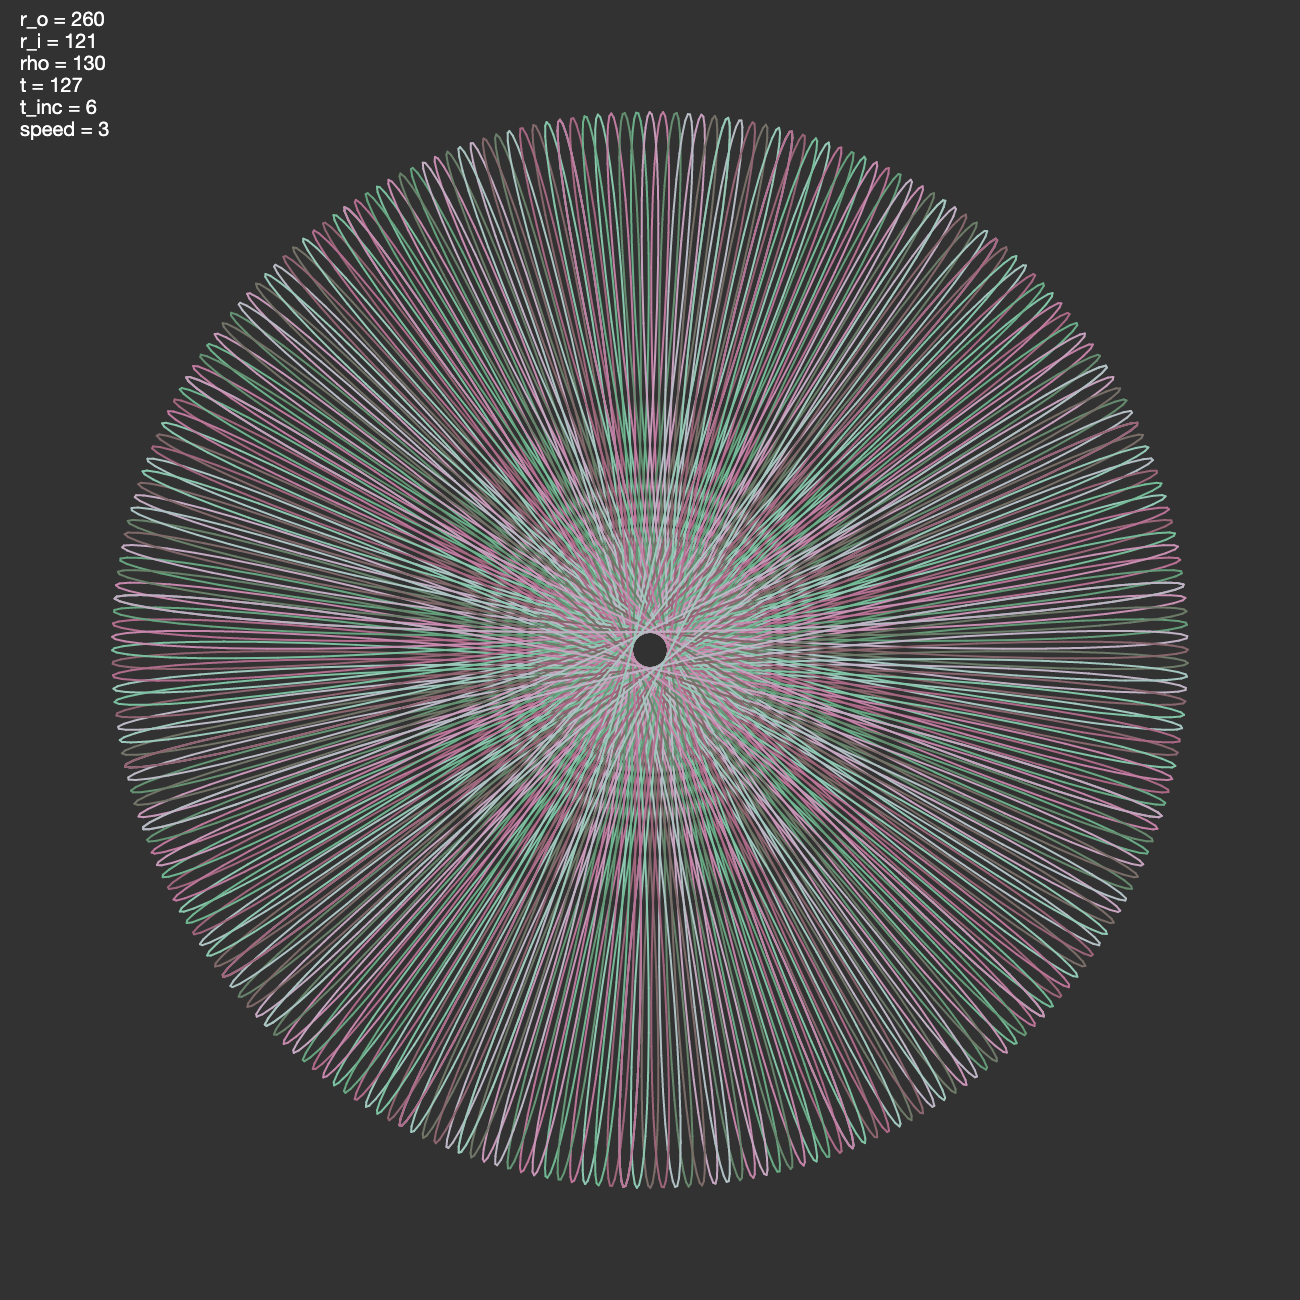 r_o = 260
r_i = 121
rho = 130
t = 127
t_inc = 6
speed = 3